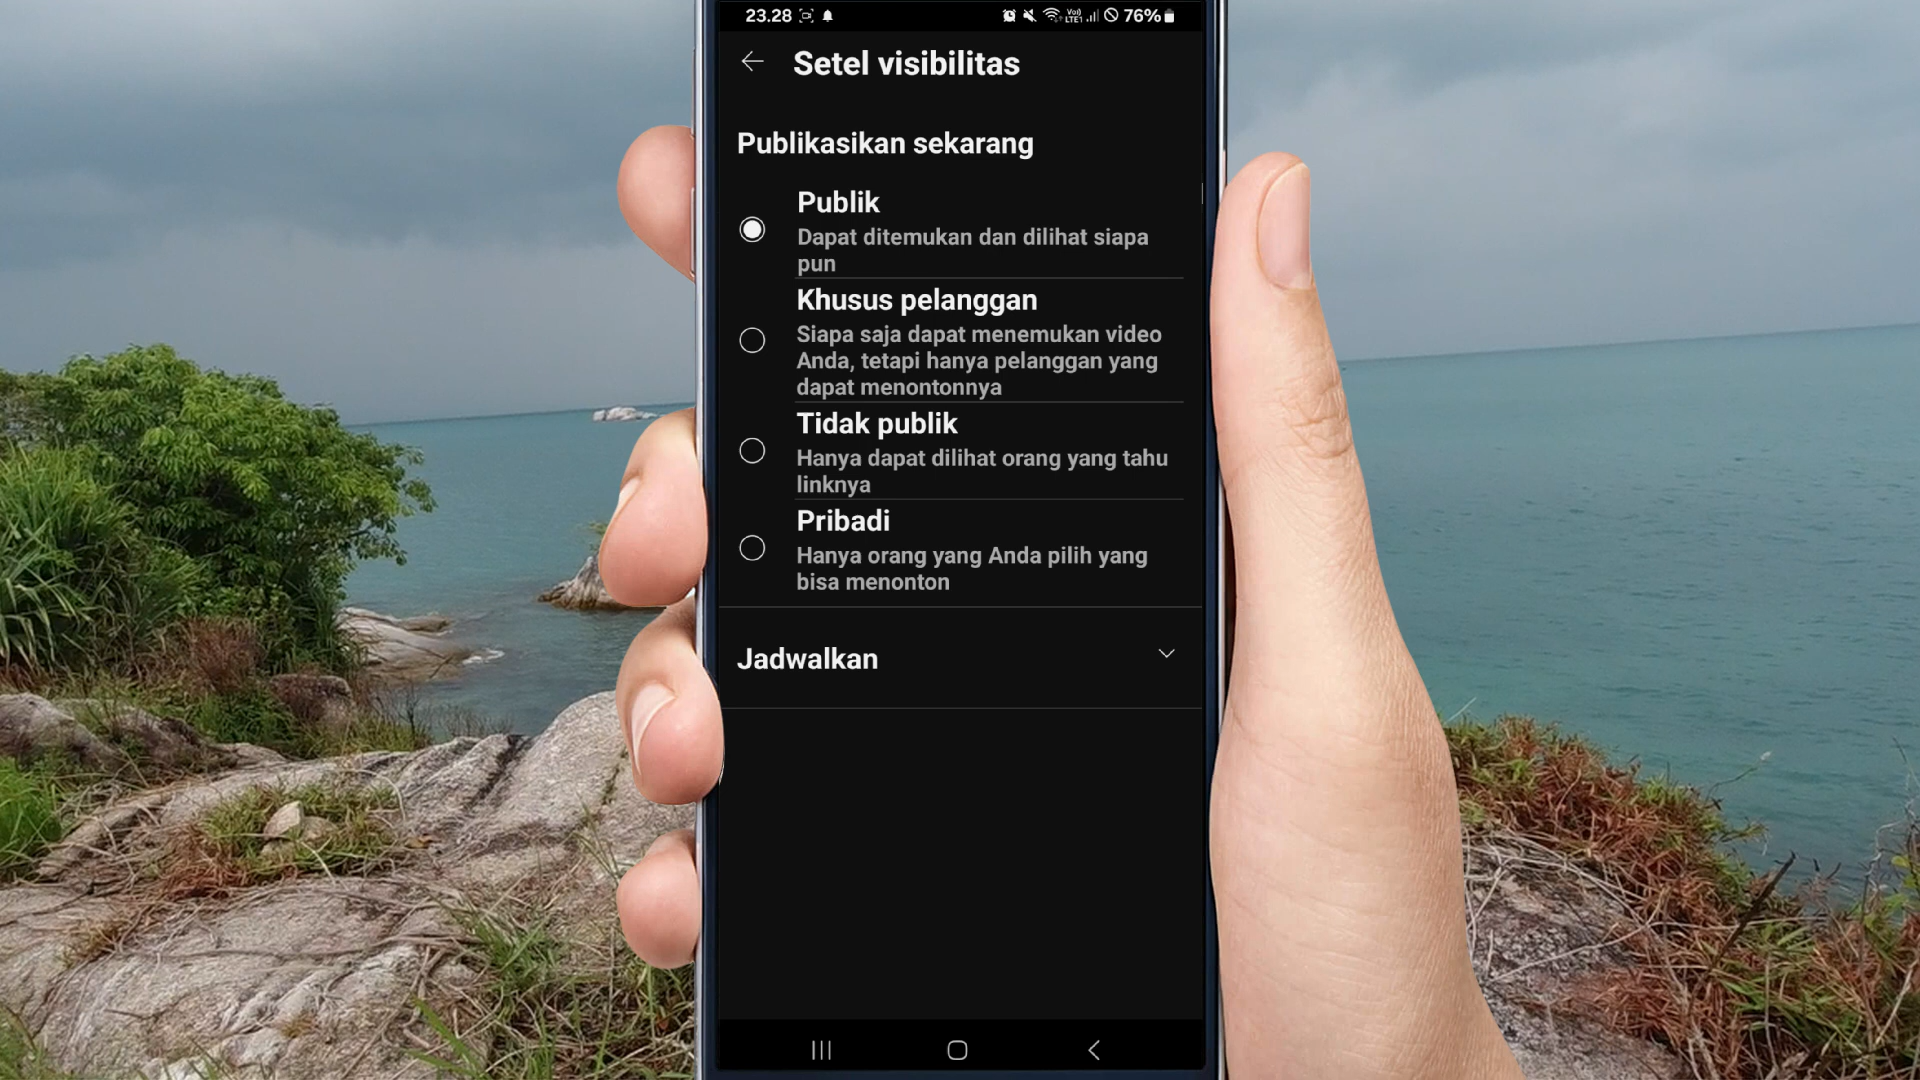 23.28
76%
Setel visibilitas
Publikasikan sekarang
Publik
Dapat ditemukan dan dilihat siapa
pun
Khusus pelanggan
Siapa saja dapat menemukan video
Anda, tetapi hanya pelanggan yang
dapat menontonnya
Tidak publik
Hanya dapat dilihat orang yang tahu
linknya
Pribadi
Hanya orang yang Anda pilih yang
bisa menonton
Jadwalkan